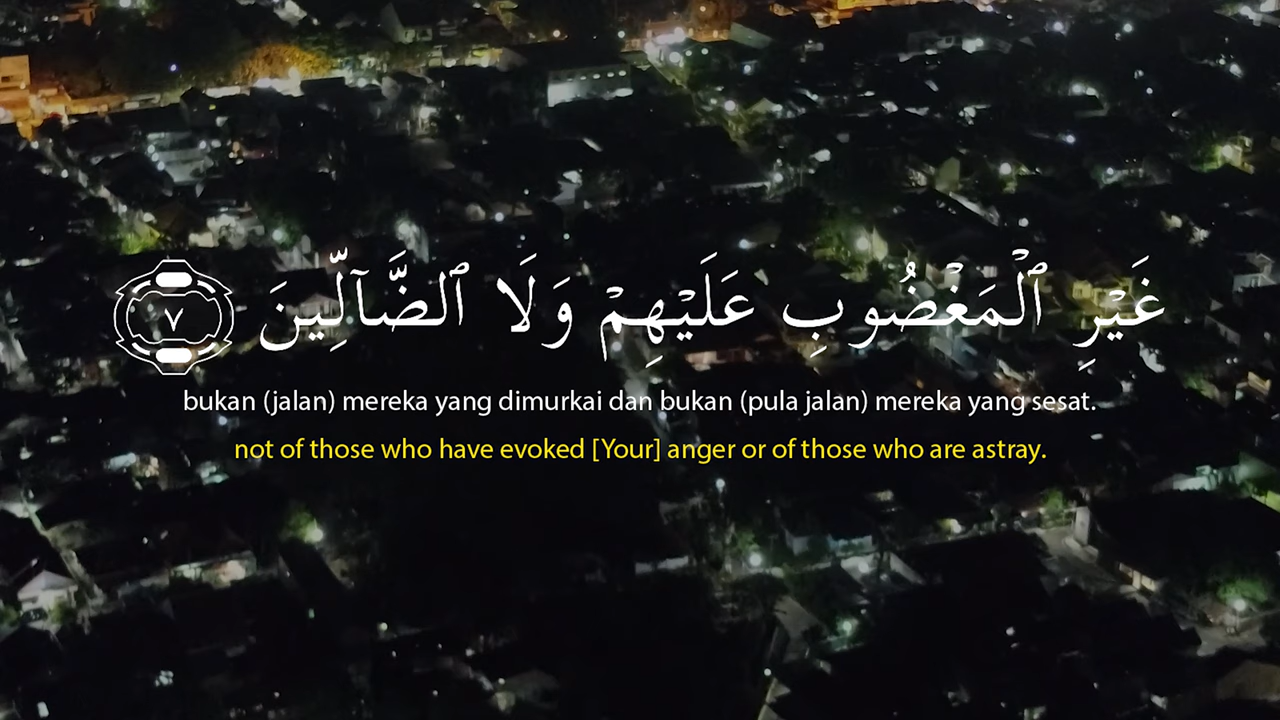 غَيْرِ ٱلْمَغْضُوبِ عَلَيْهِمْ وَلَا ٱلضَّآلِّينَ ٧
bukan (jalan) mereka yang dimurkai dan bukan (pula jalan) mereka yang sesat.
not of those who have evoked [Your] anger or of those who are astray.